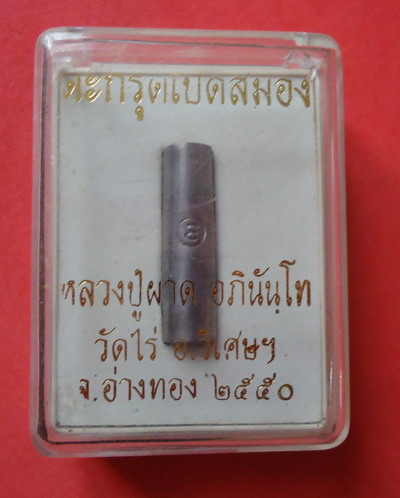 ตะกรุดเบิดสมอง
หลวงปู่ผาด อภินันฺโท
วัดไร่ อ.วิเศษฯ
จ.อ่างทอง ๒๕๕๐